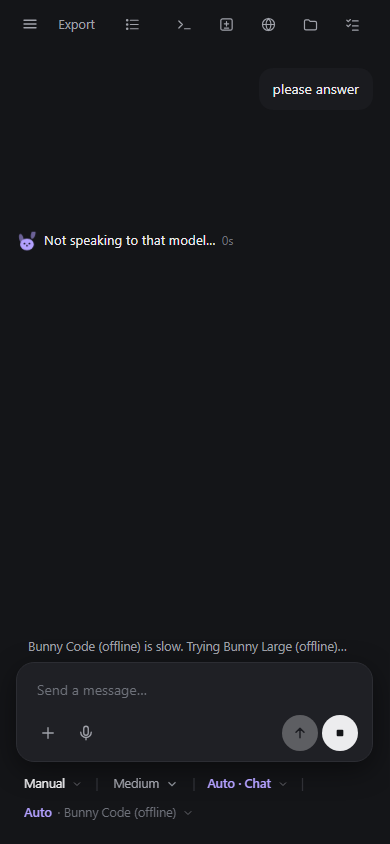 Export
please answer
Not speaking to that model... 0s
Bunny Code (offline) is slow. Trying Bunny Large (offline)...
Send a message...
Manual | Medium | Auto · Chat |
Auto · Bunny Code (offline)